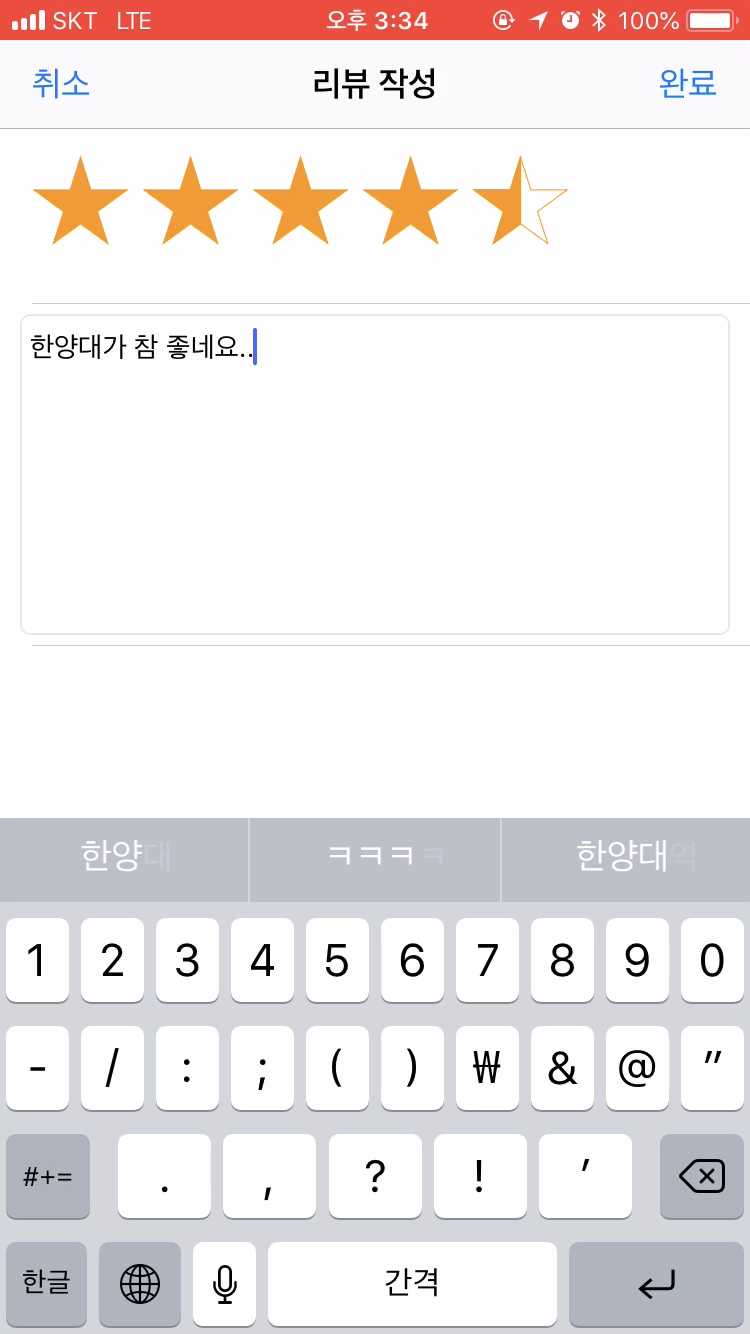 SKT LTE 오후 3:34 100%
취소 리뷰 작성 완료
한양대가 참 좋네요..
한양대 ㅋㅋㅋㅋ 한양대역
1 2 3 4 5 6 7 8 9 0
- / : ; ( ) ₩ & @ "
#+= . , ? ! '
한글 간격